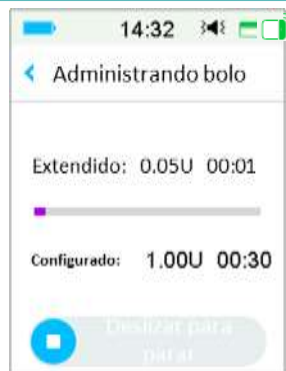 14:32
Administrando bolo
Extendido: 0.05U 00:01
Configurado: 1.00U 00:30
Deslizar para
parar